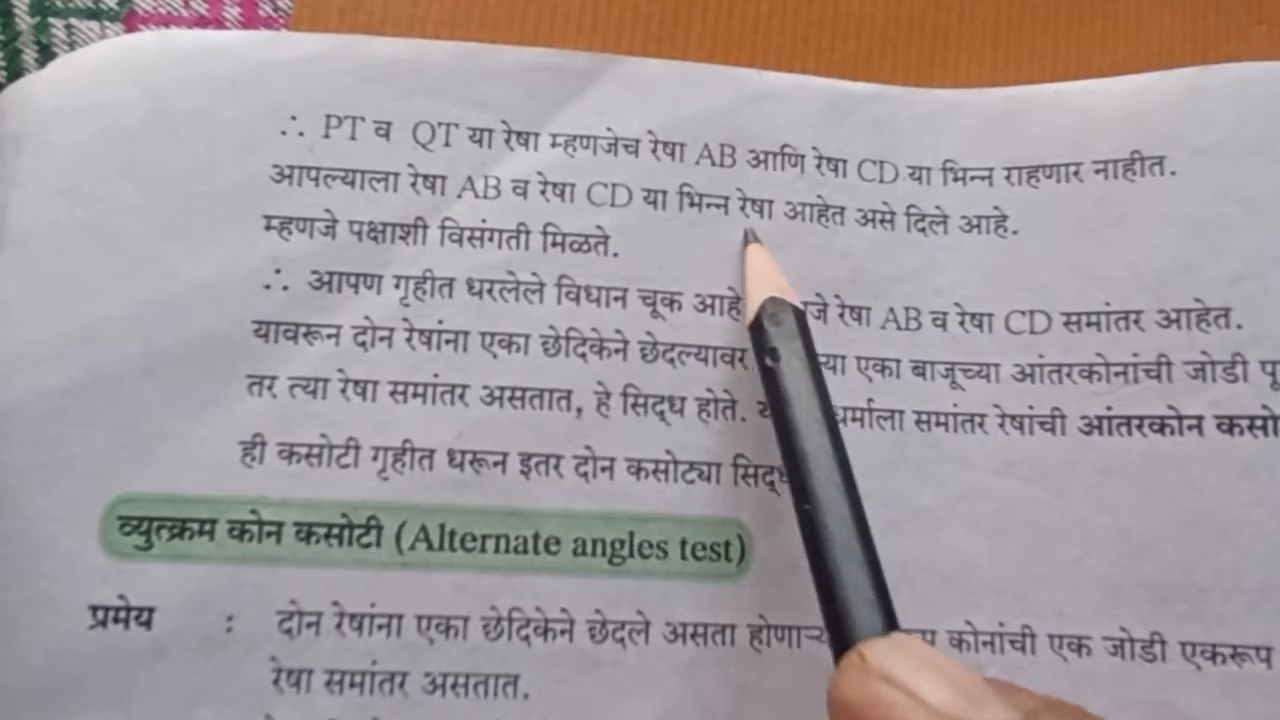 ∴ PT व QT या रेषा म्हणजेच रेषा AB आणि रेषा CD या भिन्न राहणार नाहीत.
आपल्याला रेषा AB व रेषा CD या भिन्न रेषा आहेत असे दिले आहे.
म्हणजे पक्षाशी विसंगती मिळते.
∴ आपण गृहीत धरलेले विधान चूक आहे रेषा AB व रेषा CD समांतर आहेत.
यावरून दोन रेषांना एका छेदिकेने छेदल्यावर एका बाजूच्या आंतरकोनांची जोडी
तर त्या रेषा समांतर असतात, हे सिद्ध होते. समांतर रेषांची आंतरकोन
ही कसोटी गृहीत धरून इतर दोन कसोट्या
व्युत्क्रम कोन कसोटी (Alternate angles test)
प्रमेय : दोन रेषांना एका छेदिकेने छेदले असता कोनांची एक जोडी एकरूप
रेषा समांतर असतात.